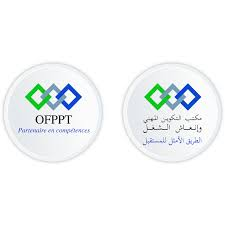 OFPPT
Partenaire en compétences
مكتب التكوين المهني
وإنعاش الشغل
الطريق الأمثل للمستقبل